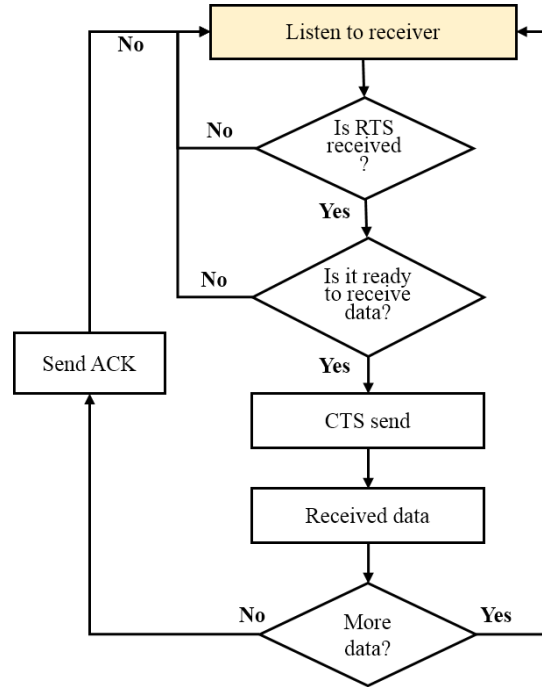 Listen to receiver
No
Is RTS
received
?
No
Yes
Is it ready
to receive
data?
No
Yes
Send ACK
CTS send
Received data
More
data?
No
Yes